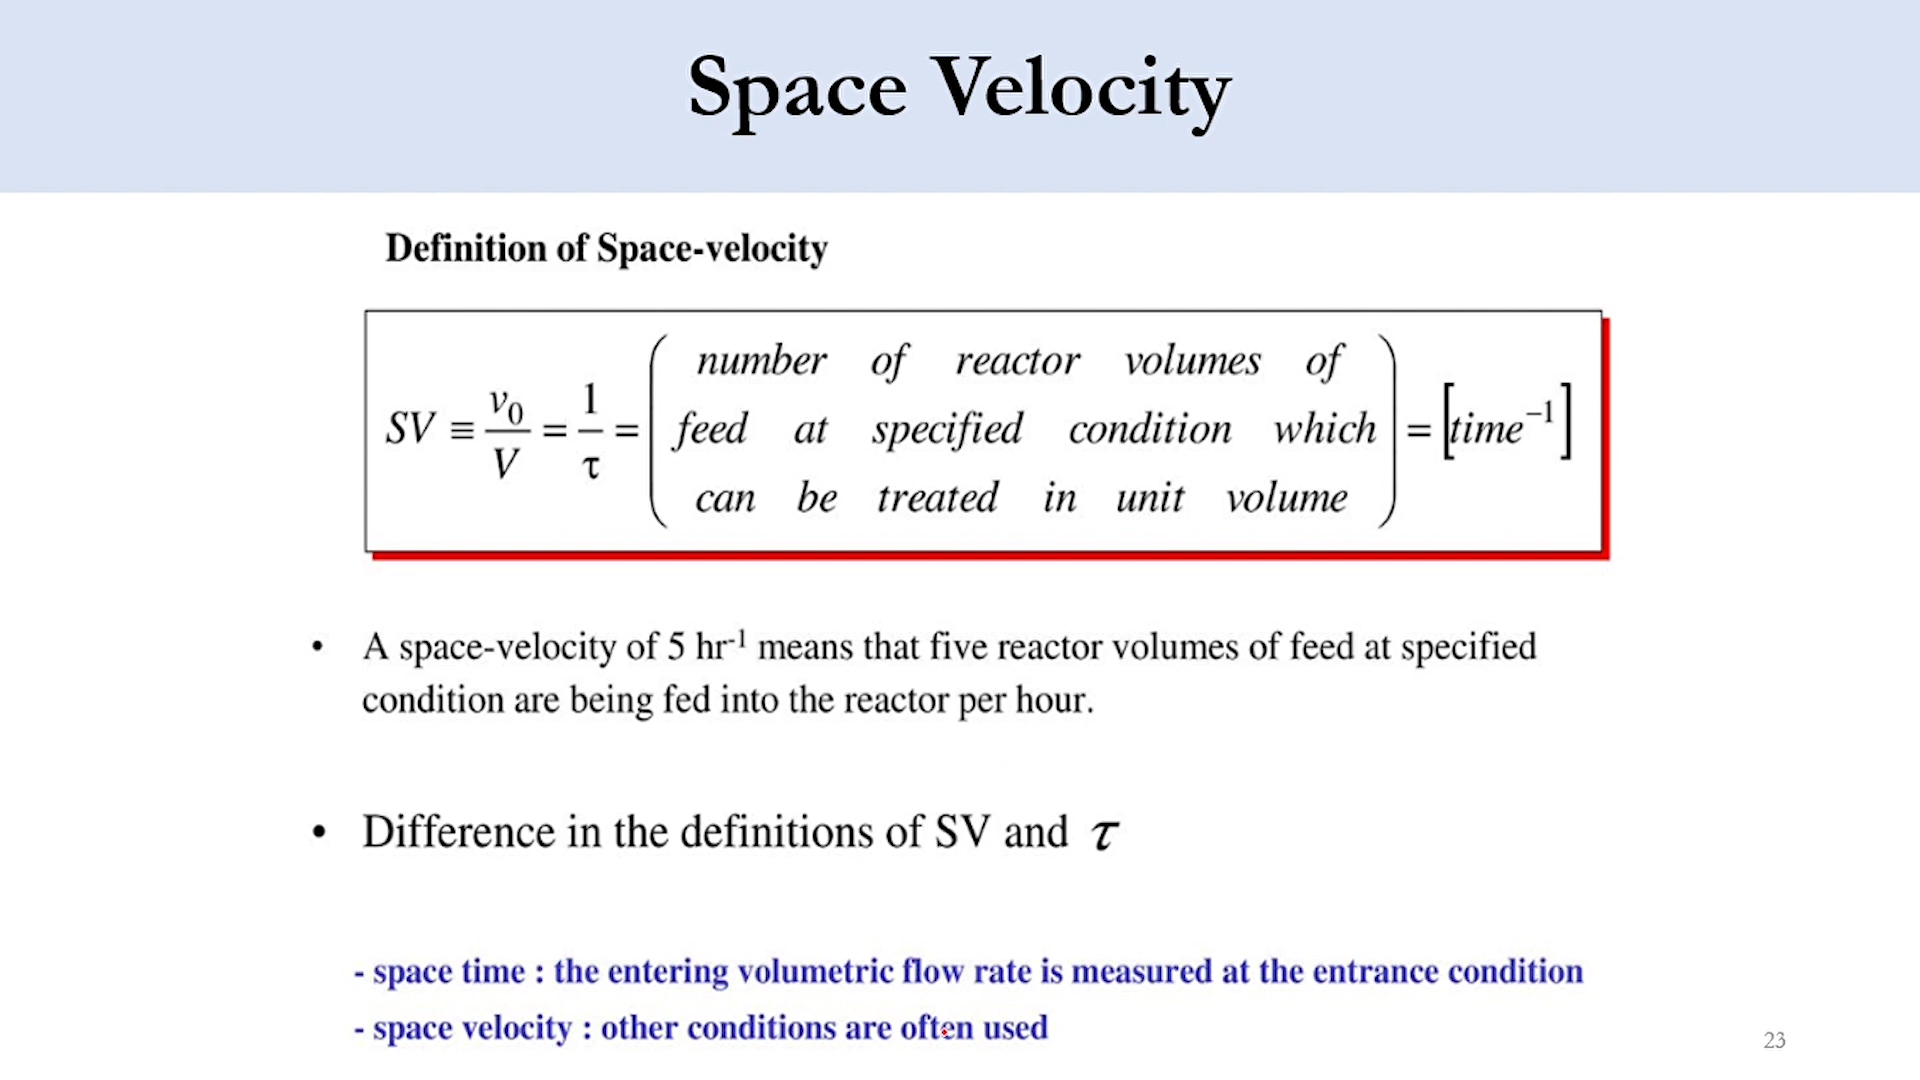 Space Velocity
Definition of Space-velocity
SV ≡ v₀/V = 1/τ = (number of reactor volumes of
feed at specified condition which
can be treated in unit volume) = [time⁻¹]
• A space-velocity of 5 hr⁻¹ means that five reactor volumes of feed at specified
condition are being fed into the reactor per hour.
• Difference in the definitions of SV and τ
- space time : the entering volumetric flow rate is measured at the entrance condition
- space velocity : other conditions are often used
23